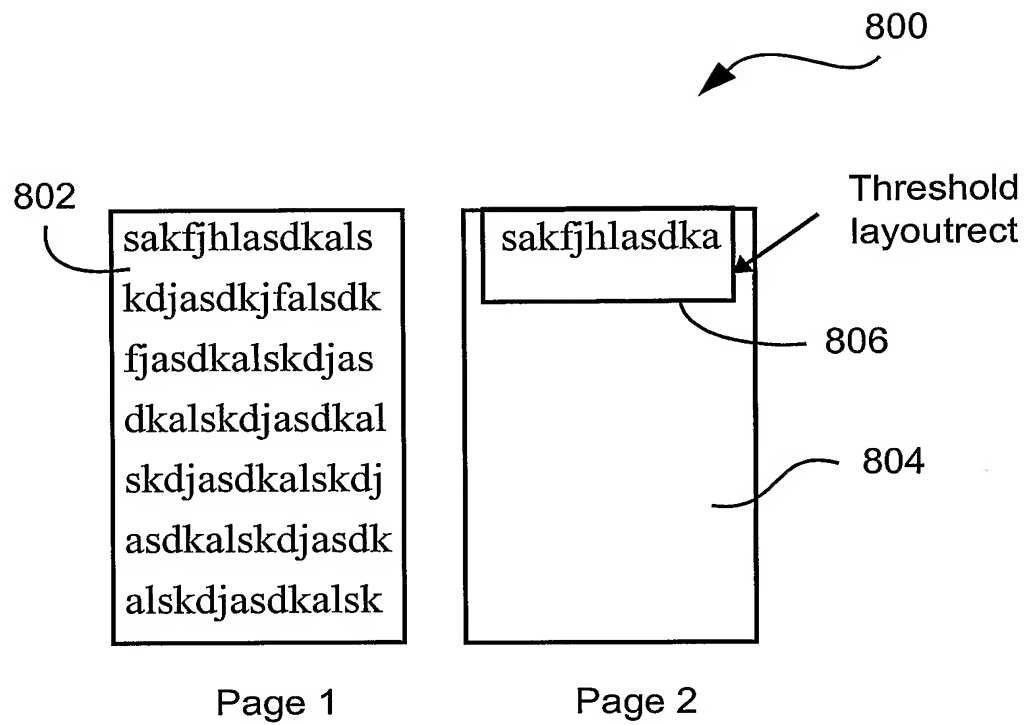 800
802
sakfjhlasdkals
kdjasdkjfalsdk
fjasdkalskdjas
dkalskdjasdkal
skdjasdkalskdj
asdkalskdjasdk
alskdjasdkalsk
Page 1
sakfjhlasdka
Threshold
layoutrect
806
804
Page 2